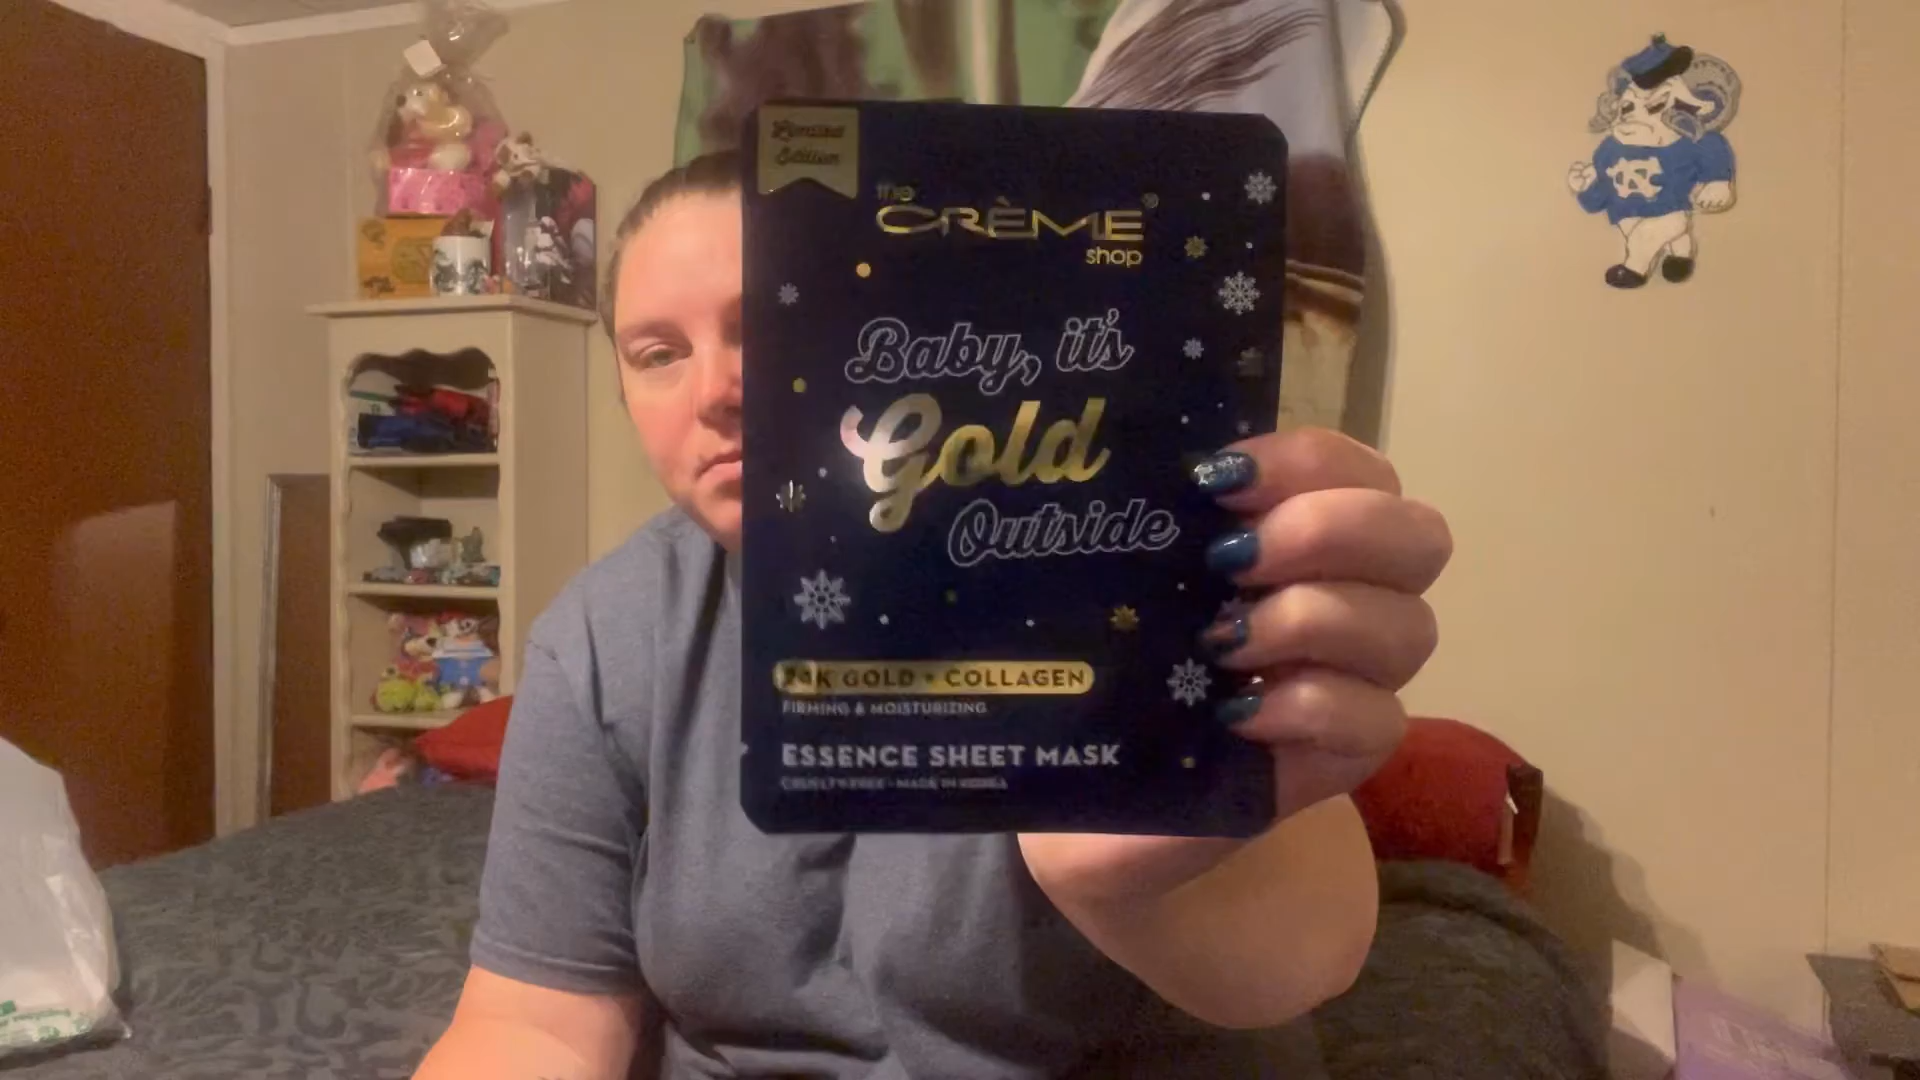 Limited
Edition
the
CRÈME®
shop
Baby, it's
Gold
Outside
24K GOLD • COLLAGEN
FIRMING & MOISTURIZING
ESSENCE SHEET MASK
CRUELTY-FREE • MADE IN KOREA
NC